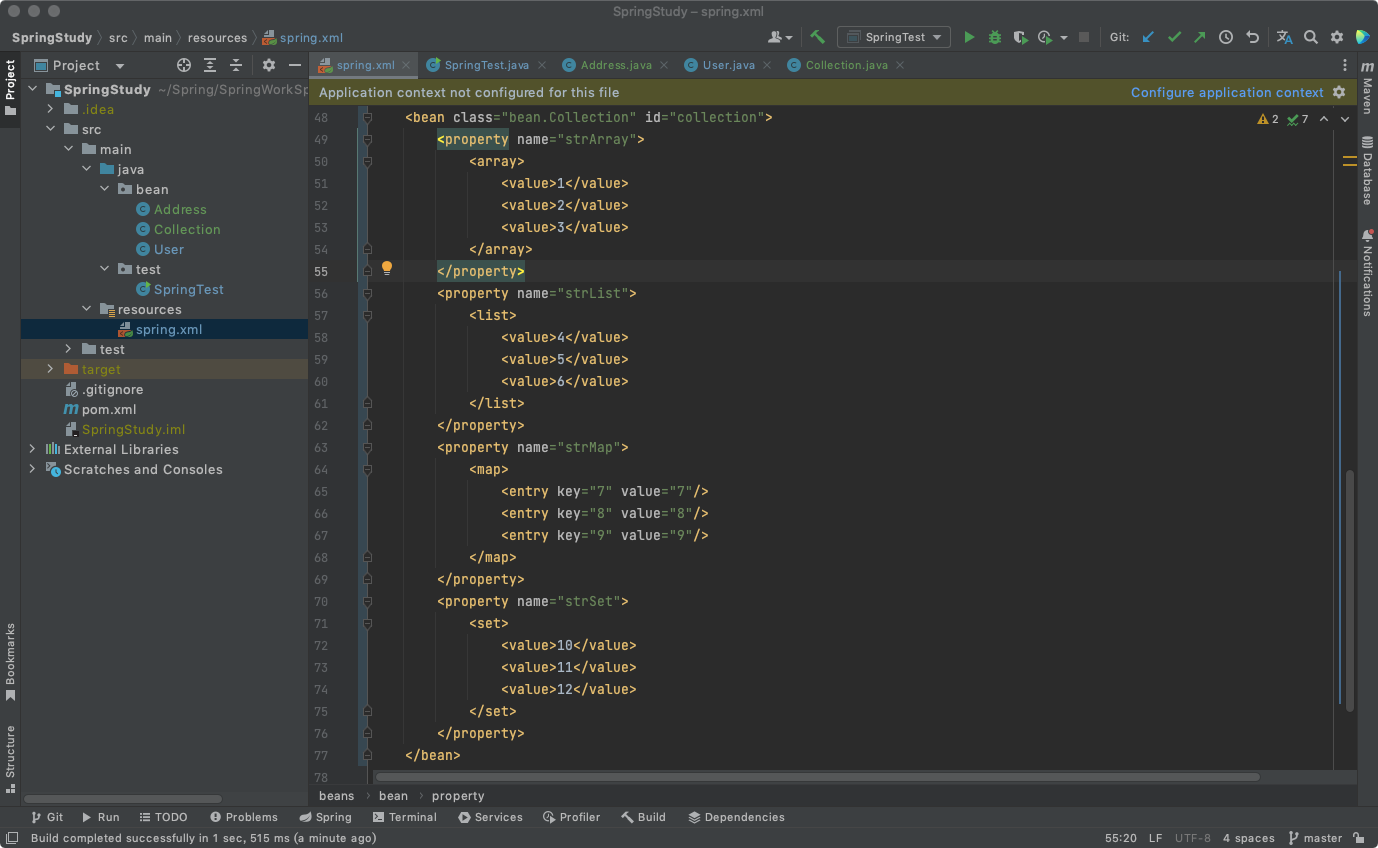 SpringStudy – spring.xml
SpringStudy src main resources spring.xml
SpringTest Git:
Project
Project
spring.xml SpringTest.java Address.java User.java Collection.java
Maven
Database
Notifications
SpringStudy ~/Spring/SpringWorkSp
.idea
src
main
java
bean
Address
Collection
User
test
SpringTest
resources
spring.xml
test
target
.gitignore
pom.xml
SpringStudy.iml
External Libraries
Scratches and Consoles
Application context not configured for this file Configure application context
2 7
48 <bean class="bean.Collection" id="collection">
49 <property name="strArray">
50 <array>
51 <value>1</value>
52 <value>2</value>
53 <value>3</value>
54 </array>
55 </property>
56 <property name="strList">
57 <list>
58 <value>4</value>
59 <value>5</value>
60 <value>6</value>
61 </list>
62 </property>
63 <property name="strMap">
64 <map>
65 <entry key="7" value="7"/>
66 <entry key="8" value="8"/>
67 <entry key="9" value="9"/>
68 </map>
69 </property>
70 <property name="strSet">
71 <set>
72 <value>10</value>
73 <value>11</value>
74 <value>12</value>
75 </set>
76 </property>
77 </bean>
78
Bookmarks
Structure
beans bean property
Git Run TODO Problems Spring Terminal Services Profiler Build Dependencies
Build completed successfully in 1 sec, 515 ms (a minute ago) 55:20 LF UTF-8 4 spaces master